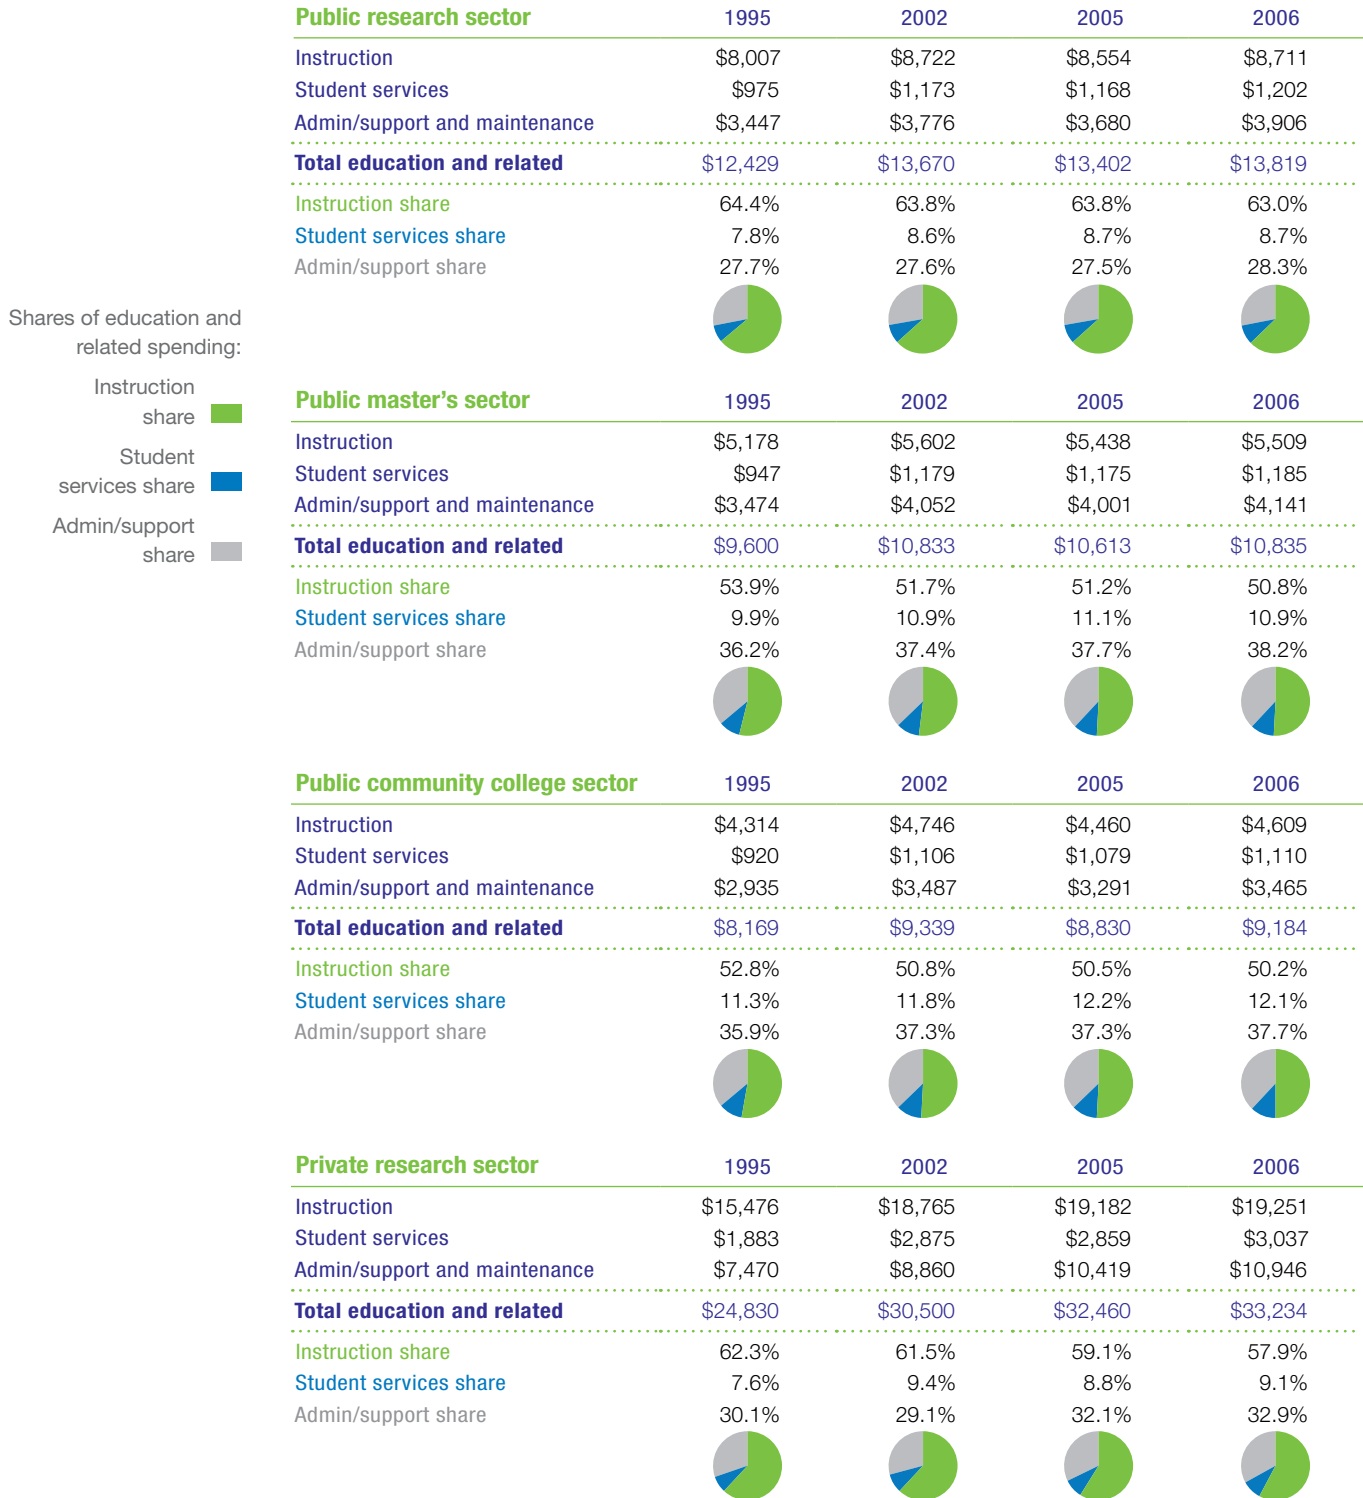 Public research sector 1995 2002 2005 2006
Instruction $8,007 $8,722 $8,554 $8,711
Student services $975 $1,173 $1,168 $1,202
Admin/support and maintenance $3,447 $3,776 $3,680 $3,906
Total education and related $12,429 $13,670 $13,402 $13,819
Instruction share 64.4% 63.8% 63.8% 63.0%
Student services share 7.8% 8.6% 8.7% 8.7%
Admin/support share 27.7% 27.6% 27.5% 28.3%
Shares of education and
related spending:
Instruction
share
Student
services share
Admin/support
share
Public master’s sector 1995 2002 2005 2006
Instruction $5,178 $5,602 $5,438 $5,509
Student services $947 $1,179 $1,175 $1,185
Admin/support and maintenance $3,474 $4,052 $4,001 $4,141
Total education and related $9,600 $10,833 $10,613 $10,835
Instruction share 53.9% 51.7% 51.2% 50.8%
Student services share 9.9% 10.9% 11.1% 10.9%
Admin/support share 36.2% 37.4% 37.7% 38.2%
Public community college sector 1995 2002 2005 2006
Instruction $4,314 $4,746 $4,460 $4,609
Student services $920 $1,106 $1,079 $1,110
Admin/support and maintenance $2,935 $3,487 $3,291 $3,465
Total education and related $8,169 $9,339 $8,830 $9,184
Instruction share 52.8% 50.8% 50.5% 50.2%
Student services share 11.3% 11.8% 12.2% 12.1%
Admin/support share 35.9% 37.3% 37.3% 37.7%
Private research sector 1995 2002 2005 2006
Instruction $15,476 $18,765 $19,182 $19,251
Student services $1,883 $2,875 $2,859 $3,037
Admin/support and maintenance $7,470 $8,860 $10,419 $10,946
Total education and related $24,830 $30,500 $32,460 $33,234
Instruction share 62.3% 61.5% 59.1% 57.9%
Student services share 7.6% 9.4% 8.8% 9.1%
Admin/support share 30.1% 29.1% 32.1% 32.9%